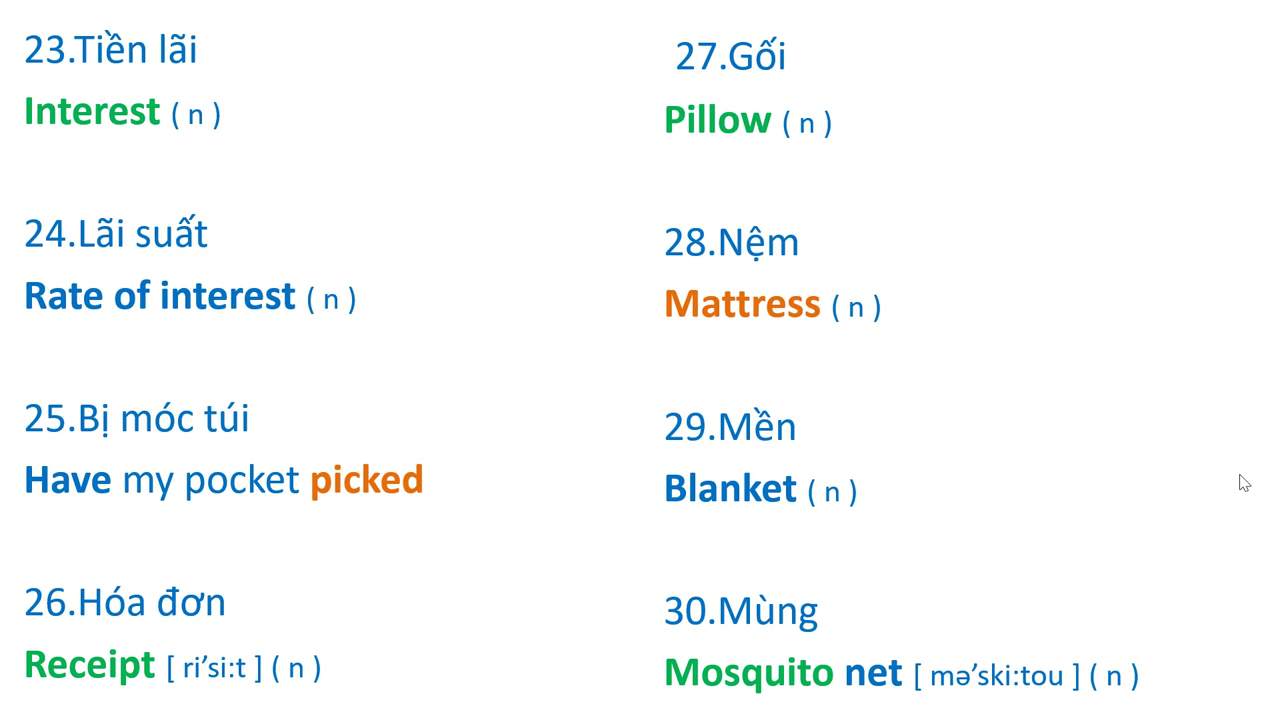 23.Tiền lãi
Interest ( n )
24.Lãi suất
Rate of interest ( n )
25.Bị móc túi
Have my pocket picked
26.Hóa đơn
Receipt [ ri’si:t ] ( n )
27.Gối
Pillow ( n )
28.Nệm
Mattress ( n )
29.Mền
Blanket ( n )
30.Mùng
Mosquito net [ mə’ski:tou ] ( n )